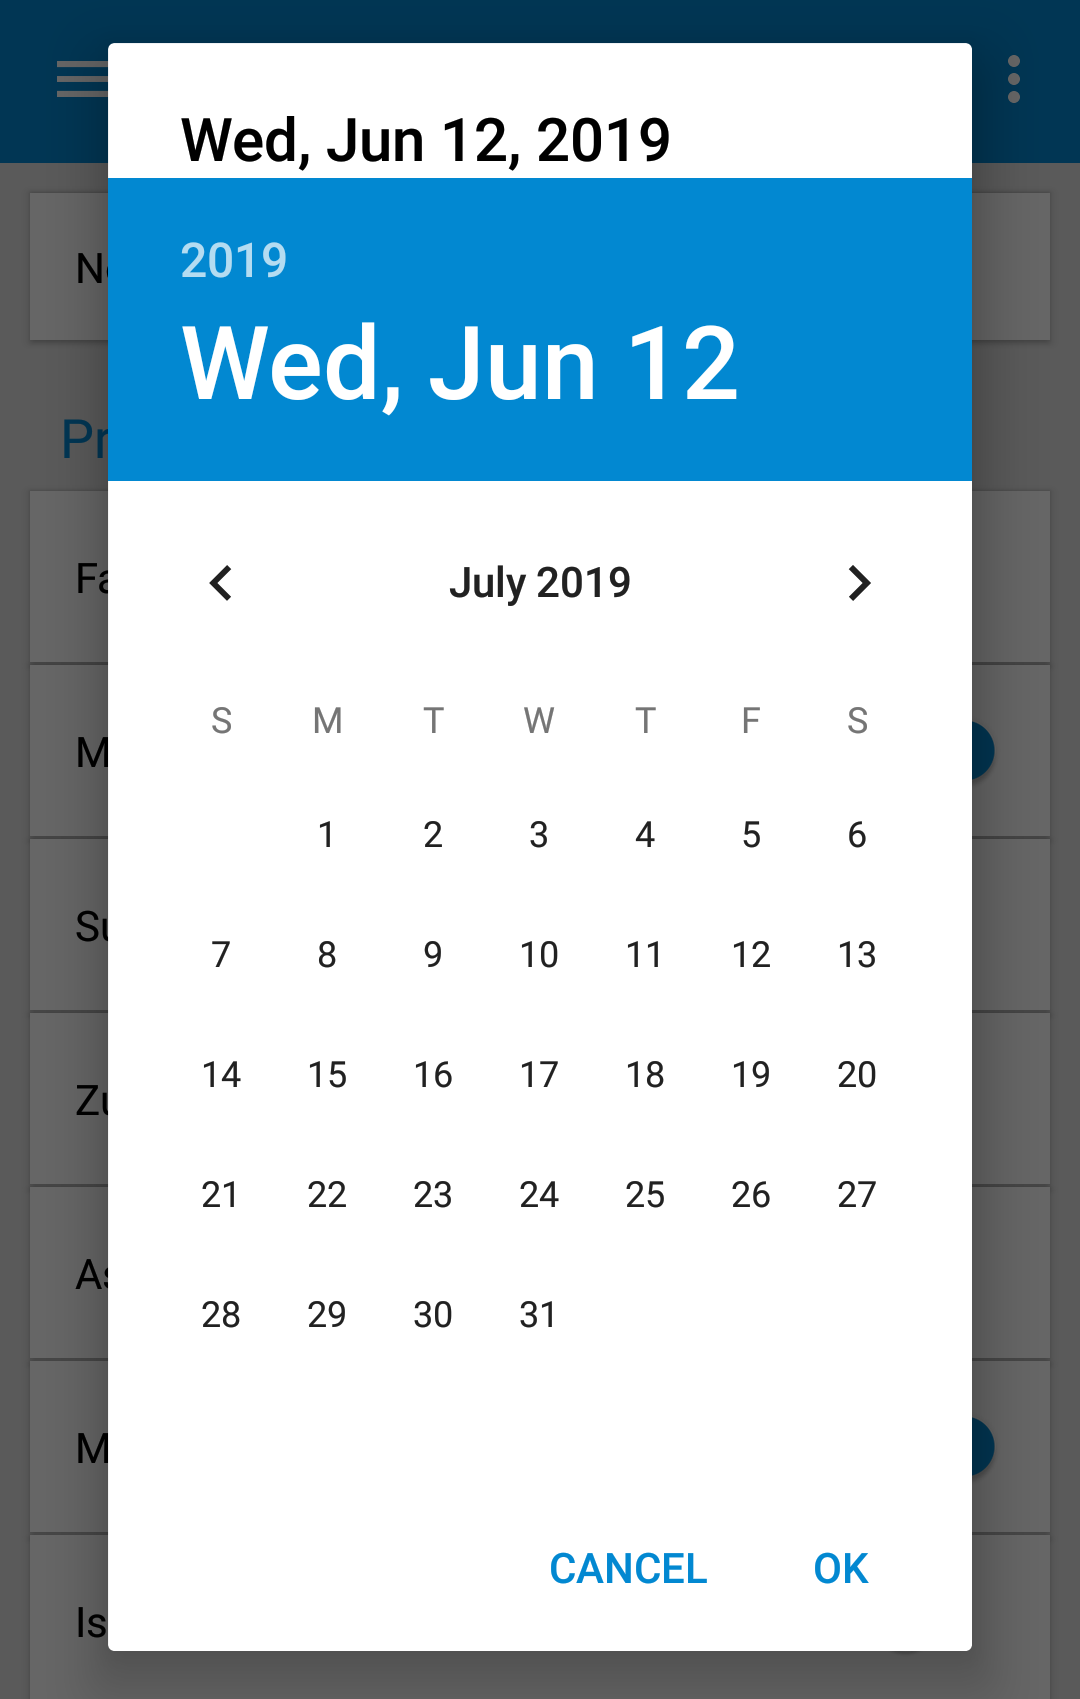 Wed, Jun 12, 2019
2019
Wed, Jun 12
July 2019
S M T W T F S
1 2 3 4 5 6
7 8 9 10 11 12 13
14 15 16 17 18 19 20
21 22 23 24 25 26 27
28 29 30 31
CANCEL OK